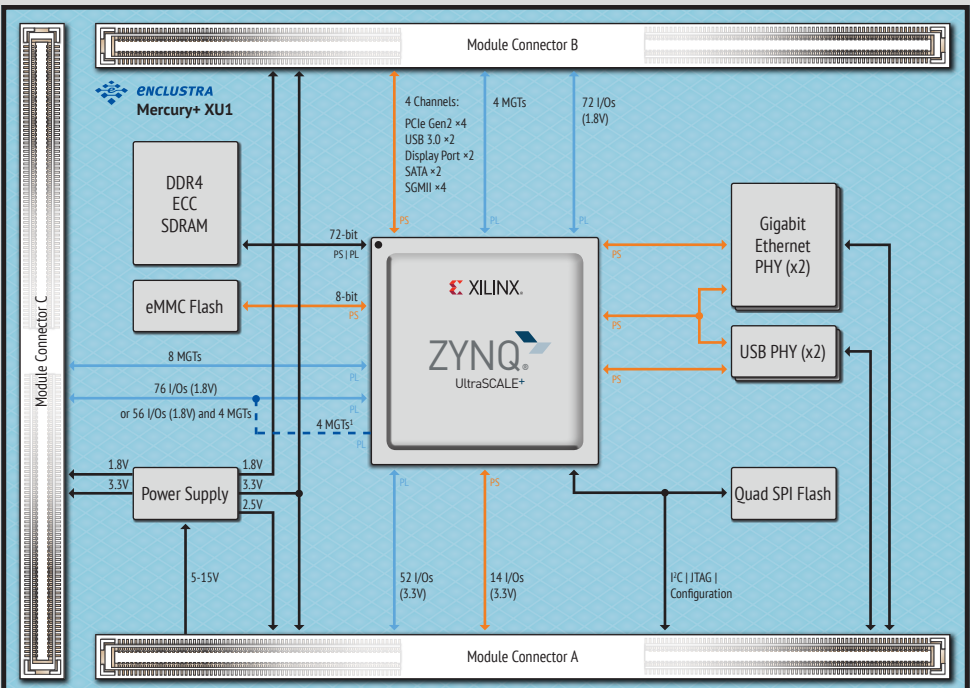 Module Connector B
enclustra
Mercury+ XU1
4 Channels:
PCIe Gen2 ×4
USB 3.0 ×2
Display Port ×2
SATA ×2
SGMII ×4
PS
4 MGTs
PL
72 I/Os
(1.8V)
PL
DDR4
ECC
SDRAM
72-bit
PS | PL
eMMC Flash
8-bit
PS
Module Connector C
8 MGTs
PL
76 I/Os (1.8V)
PL
or 56 I/Os (1.8V) and 4 MGTs
4 MGTs¹
PL
XILINX®
ZYNQ®
UltraSCALE+
PS
PS
PS
Gigabit
Ethernet
PHY (x2)
USB PHY (x2)
1.8V
3.3V
Power Supply
1.8V
3.3V
2.5V
5-15V
PL
52 I/Os
(3.3V)
PS
14 I/Os
(3.3V)
Quad SPI Flash
I²C | JTAG |
Configuration
Module Connector A